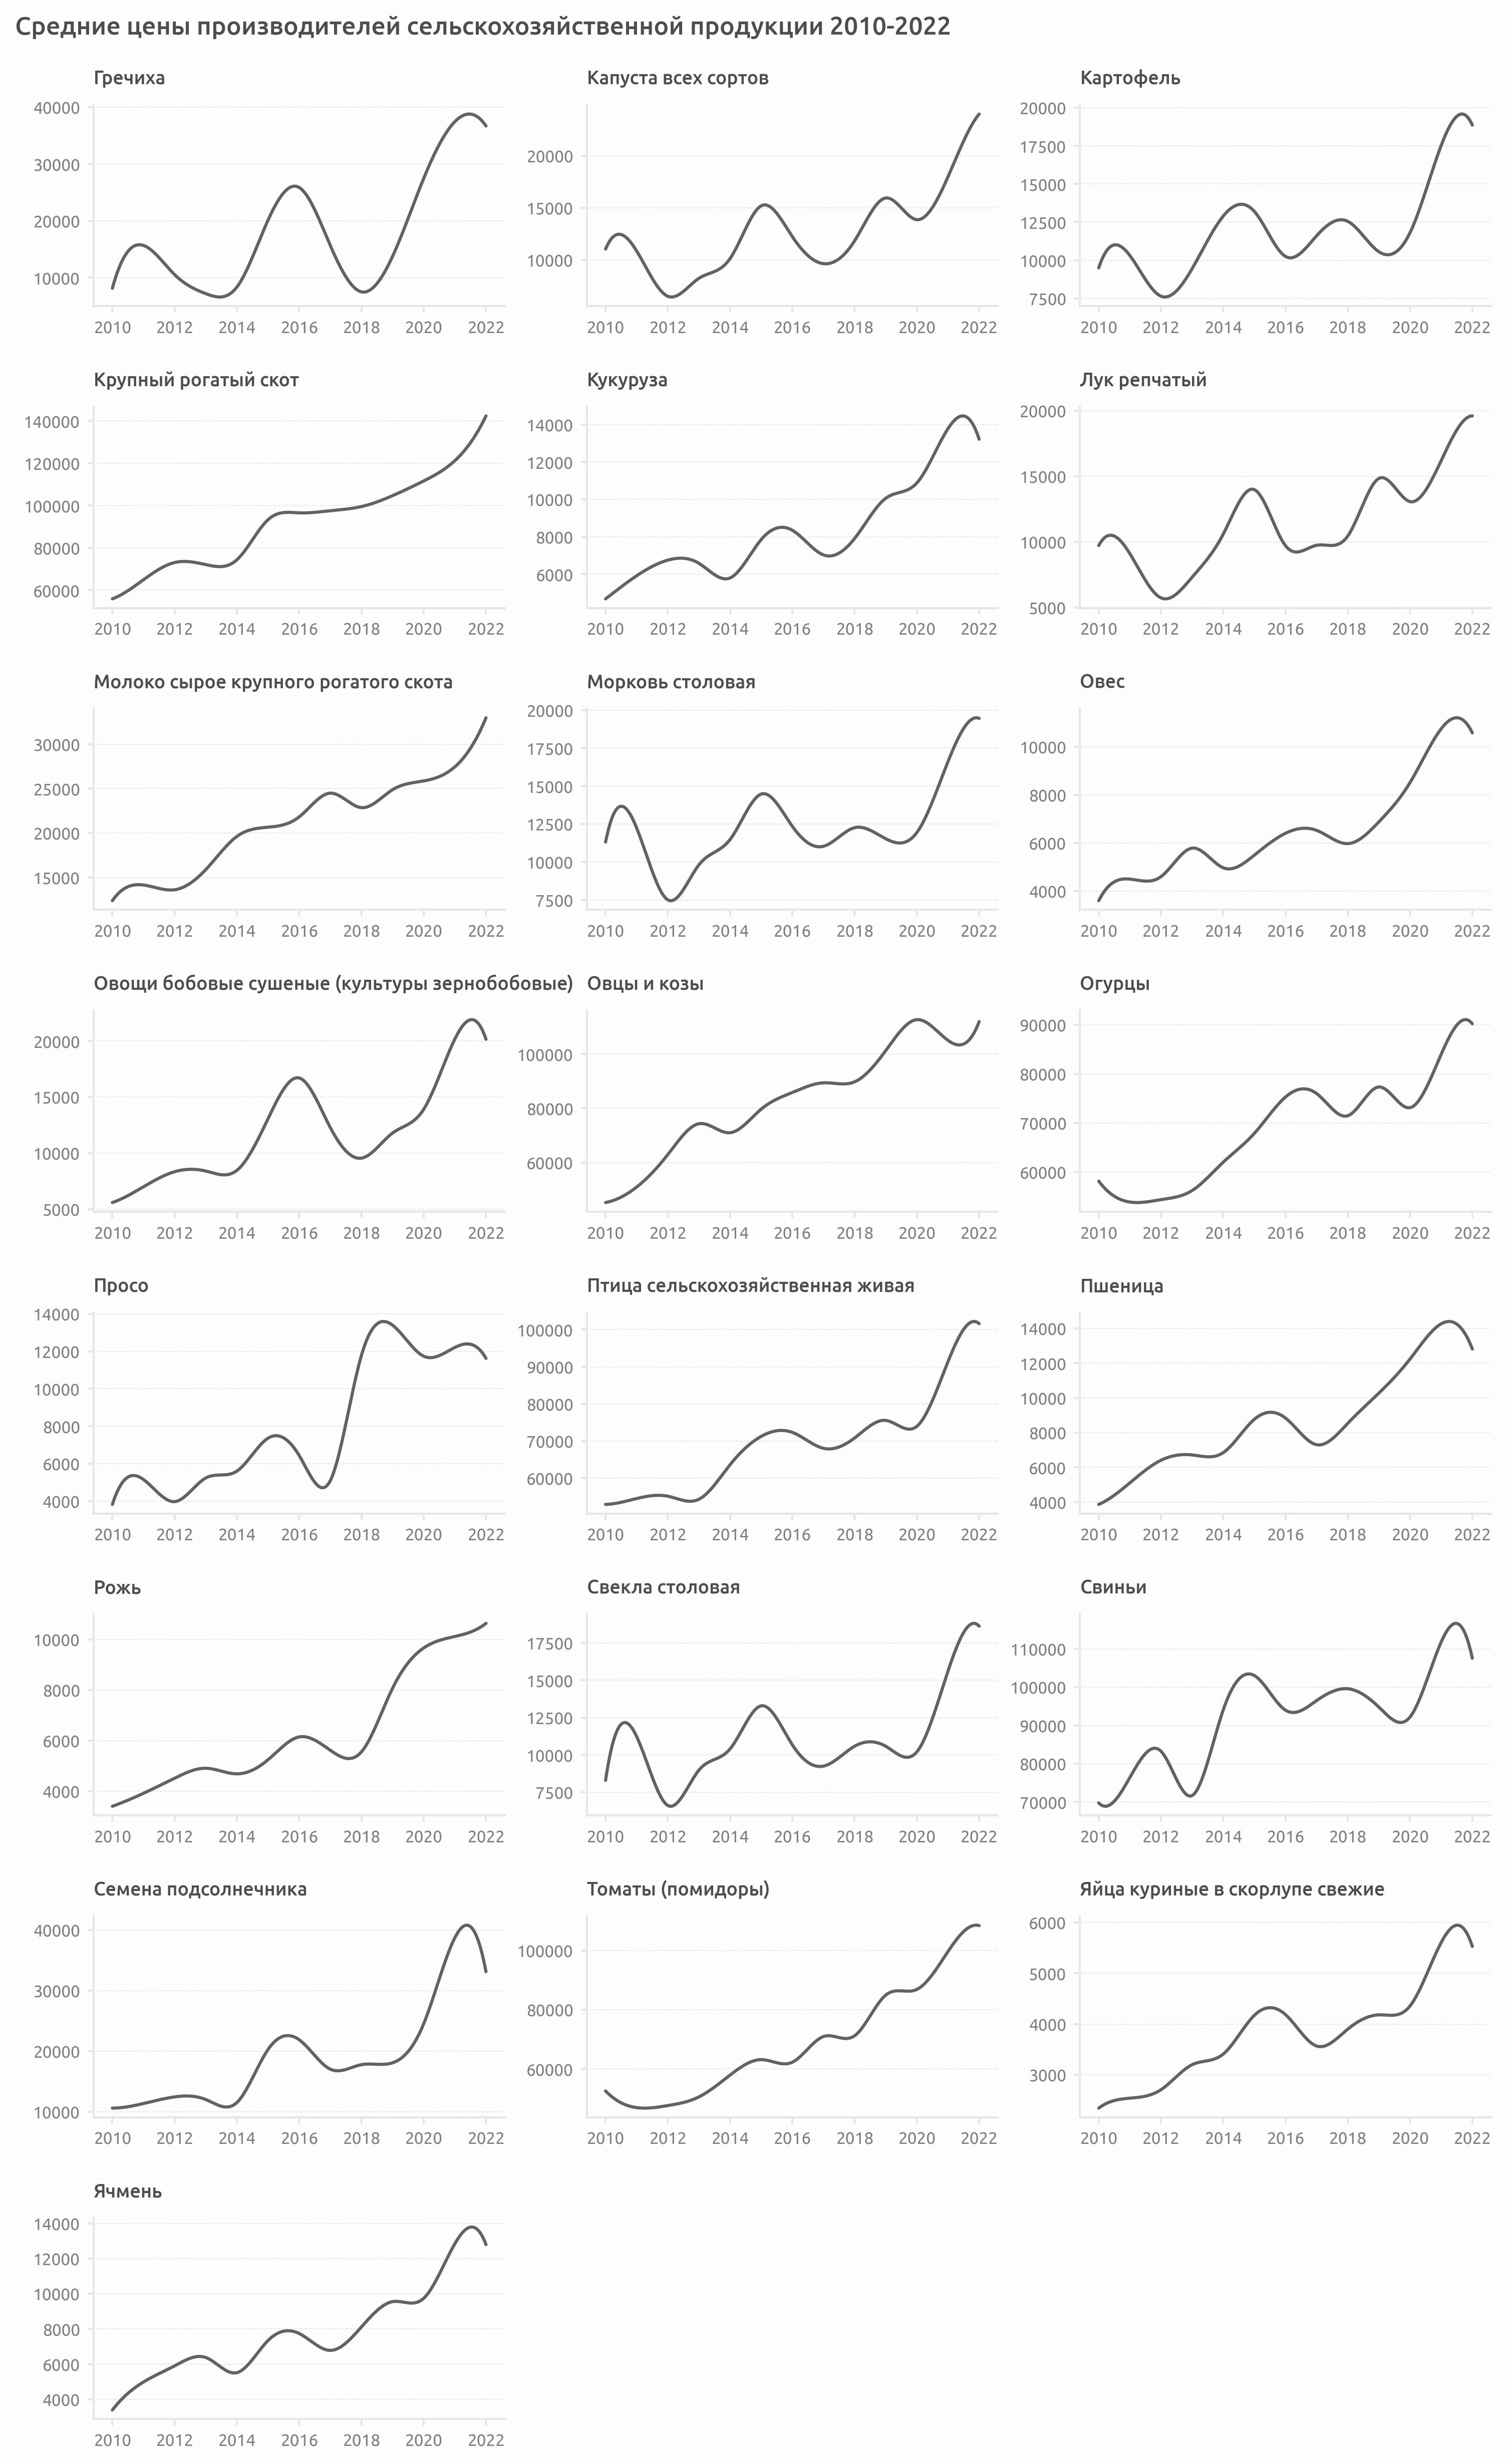 Средние цены производителей сельскохозяйственной продукции 2010-2022
Гречиха
40000
30000
20000
10000
2010 2012 2014 2016 2018 2020 2022
Капуста всех сортов
20000
15000
10000
2010 2012 2014 2016 2018 2020 2022
Картофель
20000
17500
15000
12500
10000
7500
2010 2012 2014 2016 2018 2020 2022
Крупный рогатый скот
140000
120000
100000
80000
60000
2010 2012 2014 2016 2018 2020 2022
Кукуруза
14000
12000
10000
8000
6000
2010 2012 2014 2016 2018 2020 2022
Лук репчатый
20000
15000
10000
5000
2010 2012 2014 2016 2018 2020 2022
Молоко сырое крупного рогатого скота
30000
25000
20000
15000
2010 2012 2014 2016 2018 2020 2022
Морковь столовая
20000
17500
15000
12500
10000
7500
2010 2012 2014 2016 2018 2020 2022
Овес
10000
8000
6000
4000
2010 2012 2014 2016 2018 2020 2022
Овощи бобовые сушеные (культуры зернобобовые)
20000
15000
10000
5000
2010 2012 2014 2016 2018 2020 2022
Овцы и козы
100000
80000
60000
2010 2012 2014 2016 2018 2020 2022
Огурцы
90000
80000
70000
60000
2010 2012 2014 2016 2018 2020 2022
Просо
14000
12000
10000
8000
6000
4000
2010 2012 2014 2016 2018 2020 2022
Птица сельскохозяйственная живая
100000
90000
80000
70000
60000
2010 2012 2014 2016 2018 2020 2022
Пшеница
14000
12000
10000
8000
6000
4000
2010 2012 2014 2016 2018 2020 2022
Рожь
10000
8000
6000
4000
2010 2012 2014 2016 2018 2020 2022
Свекла столовая
17500
15000
12500
10000
7500
2010 2012 2014 2016 2018 2020 2022
Свиньи
110000
100000
90000
80000
70000
2010 2012 2014 2016 2018 2020 2022
Семена подсолнечника
40000
30000
20000
10000
2010 2012 2014 2016 2018 2020 2022
Томаты (помидоры)
100000
80000
60000
2010 2012 2014 2016 2018 2020 2022
Яйца куриные в скорлупе свежие
6000
5000
4000
3000
2010 2012 2014 2016 2018 2020 2022
Ячмень
14000
12000
10000
8000
6000
4000
2010 2012 2014 2016 2018 2020 2022